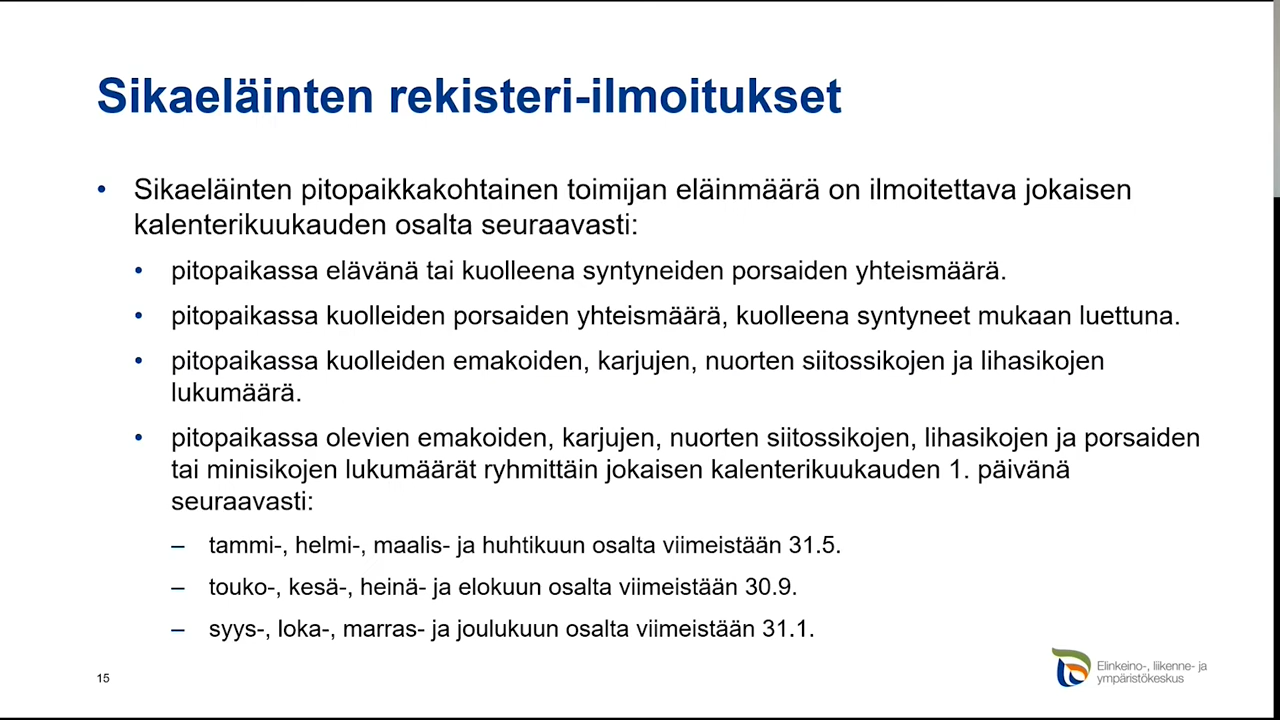 Sikaeläinten rekisteri-ilmoitukset
• Sikaeläinten pitopaikkakohtainen toimijan eläinmäärä on ilmoitettava jokaisen
kalenterikuukauden osalta seuraavasti:
• pitopaikassa elävänä tai kuolleena syntyneiden porsaiden yhteismäärä.
• pitopaikassa kuolleiden porsaiden yhteismäärä, kuolleena syntyneet mukaan luettuna.
• pitopaikassa kuolleiden emakoiden, karjujen, nuorten siitossikojen ja lihasikojen
lukumäärä.
• pitopaikassa olevien emakoiden, karjujen, nuorten siitossikojen, lihasikojen ja porsaiden
tai minisikojen lukumäärät ryhmittäin jokaisen kalenterikuukauden 1. päivänä
seuraavasti:
– tammi-, helmi-, maalis- ja huhtikuun osalta viimeistään 31.5.
– touko-, kesä-, heinä- ja elokuun osalta viimeistään 30.9.
– syys-, loka-, marras- ja joulukuun osalta viimeistään 31.1.
15
Elinkeino-, liikenne- ja
ympäristökeskus